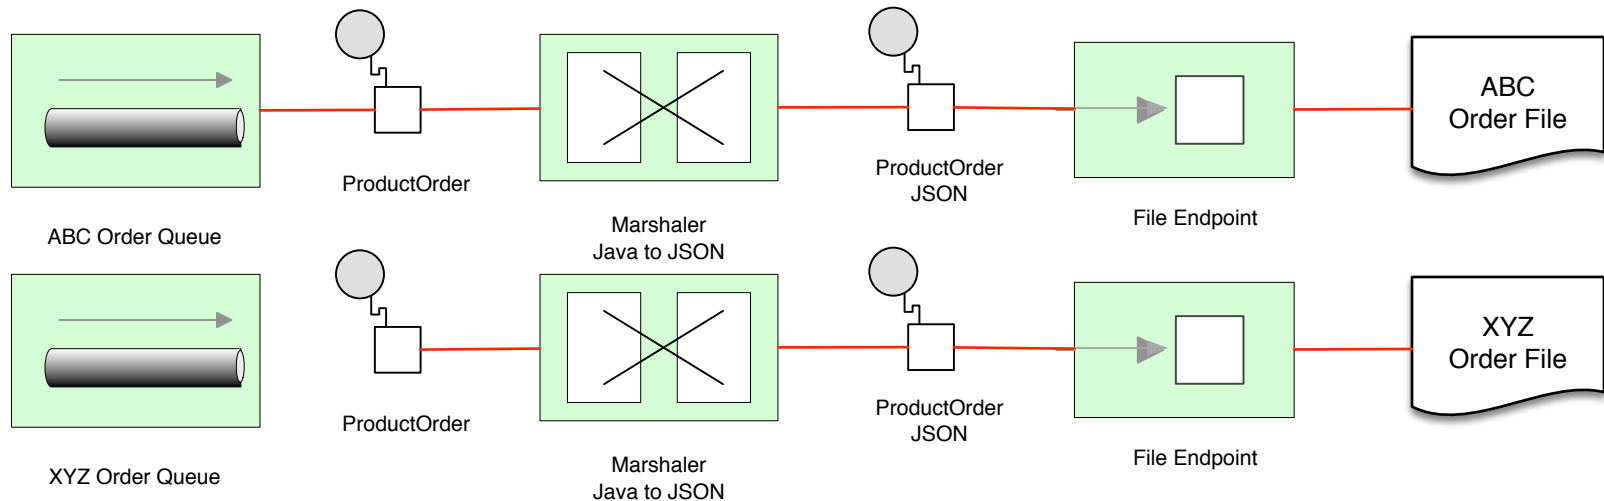 ABC Order Queue
ProductOrder
Marshaler
Java to JSON
ProductOrder
JSON
File Endpoint
ABC
Order File
XYZ Order Queue
ProductOrder
Marshaler
Java to JSON
ProductOrder
JSON
File Endpoint
XYZ
Order File